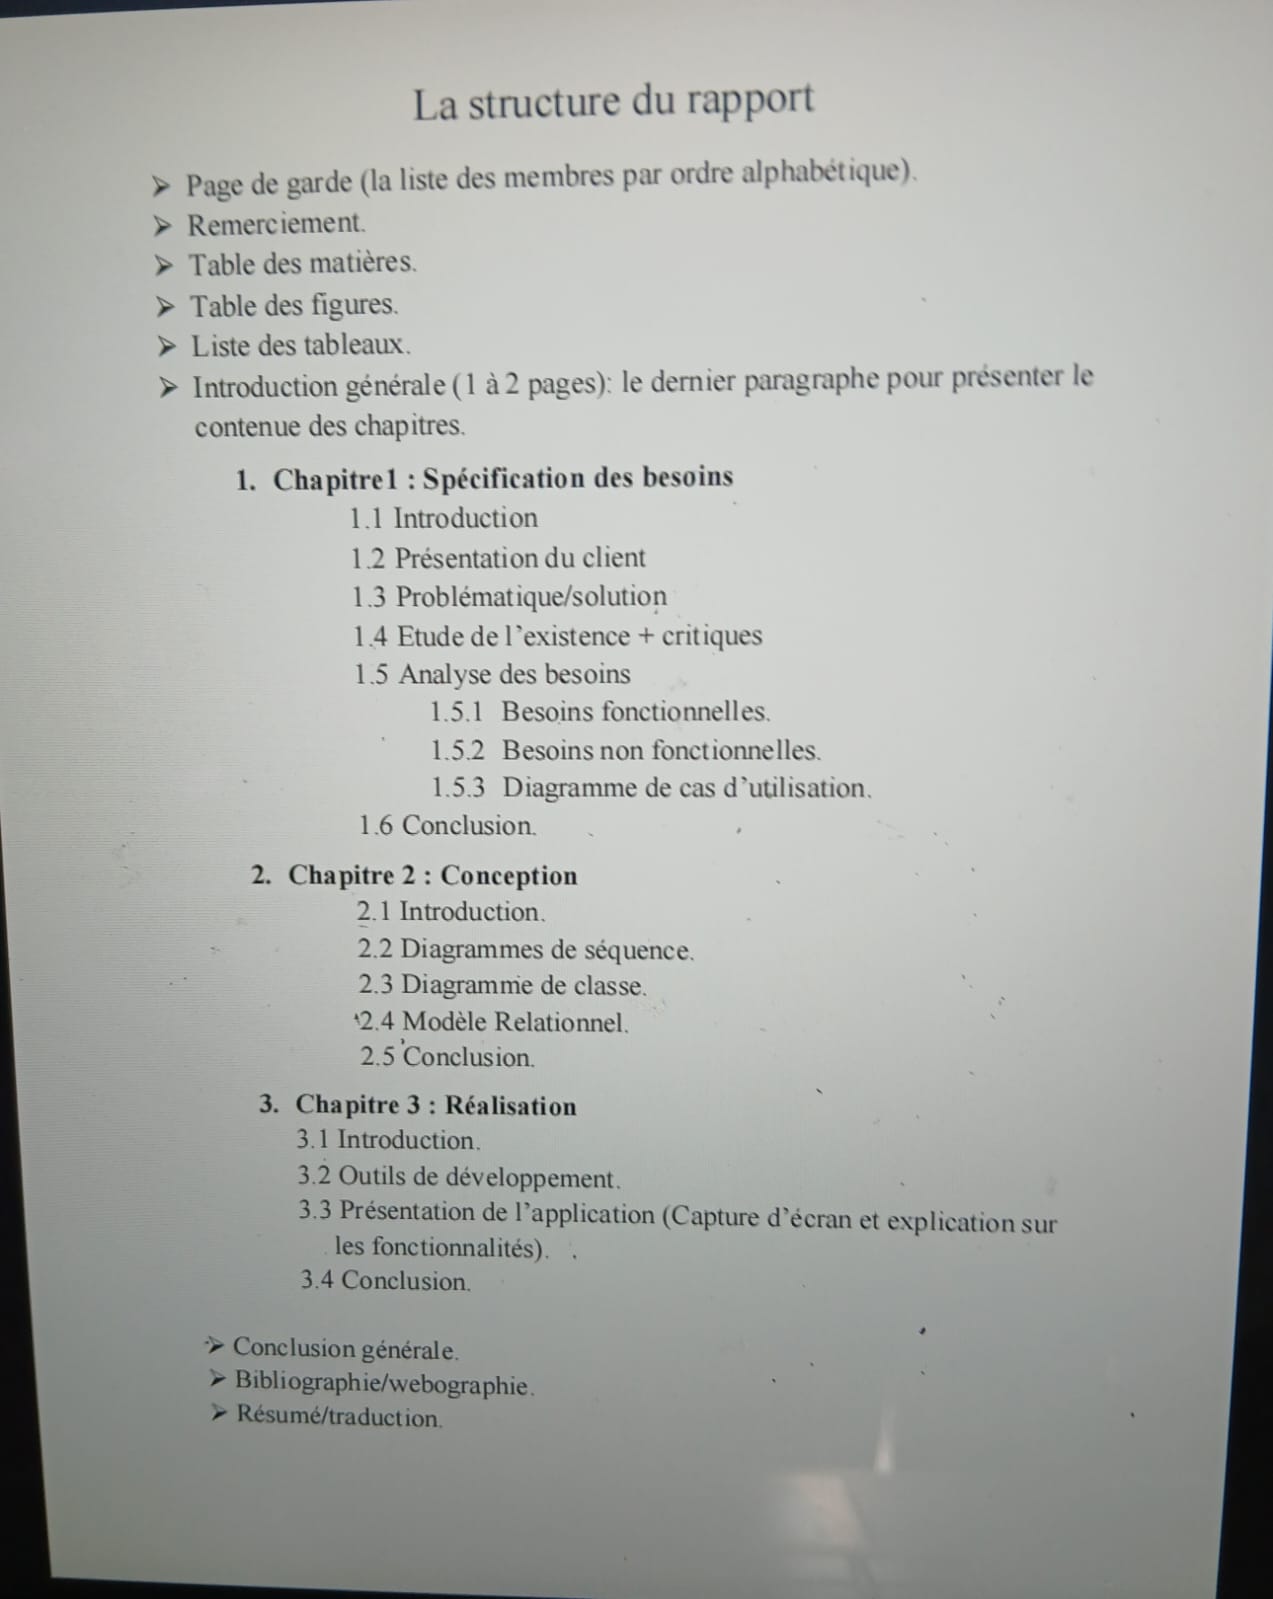 La structure du rapport
➢ Page de garde (la liste des membres par ordre alphabétique).
➢ Remerciement.
➢ Table des matières.
➢ Table des figures.
➢ Liste des tableaux.
➢ Introduction générale (1 à 2 pages): le dernier paragraphe pour présenter le
contenue des chapitres.
1. Chapitre1 : Spécification des besoins
1.1 Introduction
1.2 Présentation du client
1.3 Problématique/solution
1.4 Etude de l’existence + critiques
1.5 Analyse des besoins
1.5.1 Besoins fonctionnelles.
1.5.2 Besoins non fonctionnelles.
1.5.3 Diagramme de cas d’utilisation.
1.6 Conclusion.
2. Chapitre 2 : Conception
2.1 Introduction.
2.2 Diagrammes de séquence.
2.3 Diagramme de classe.
2.4 Modèle Relationnel.
2.5 Conclusion.
3. Chapitre 3 : Réalisation
3.1 Introduction.
3.2 Outils de développement.
3.3 Présentation de l’application (Capture d’écran et explication sur
les fonctionnalités).
3.4 Conclusion.
➢ Conclusion générale.
➢ Bibliographie/webographie.
➢ Résumé/traduction.